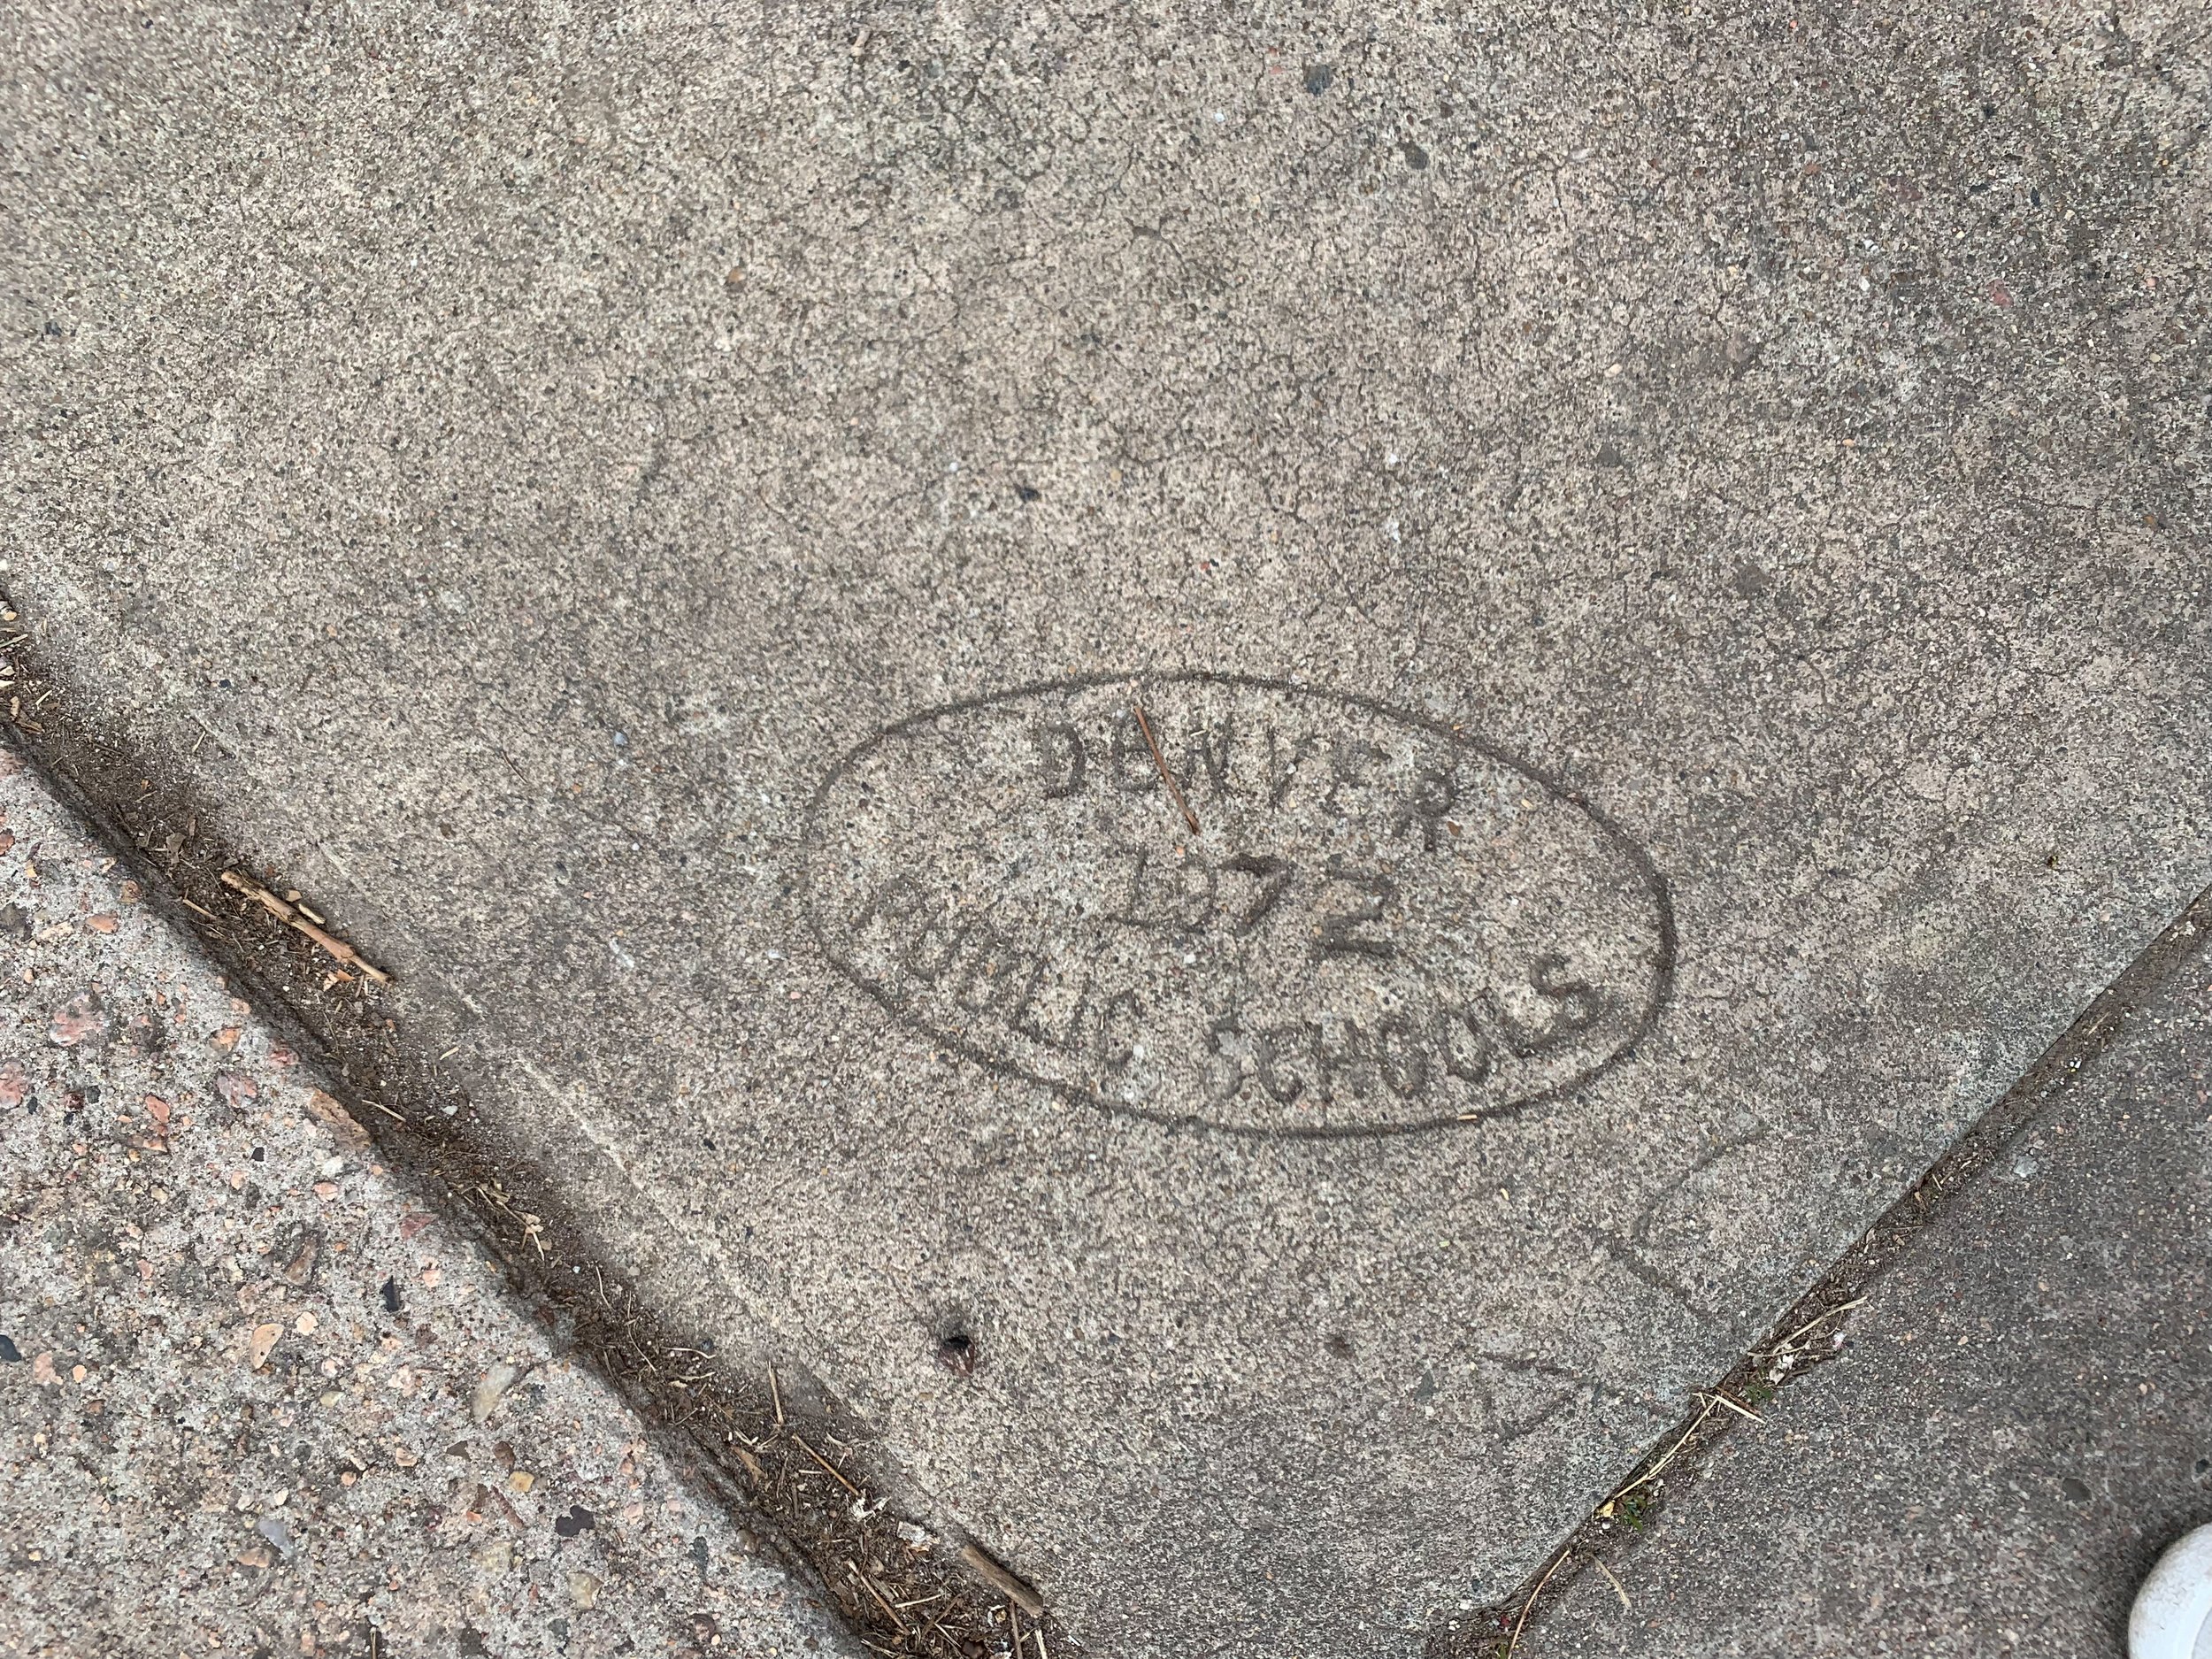 DENVER
1972
PUBLIC SCHOOLS